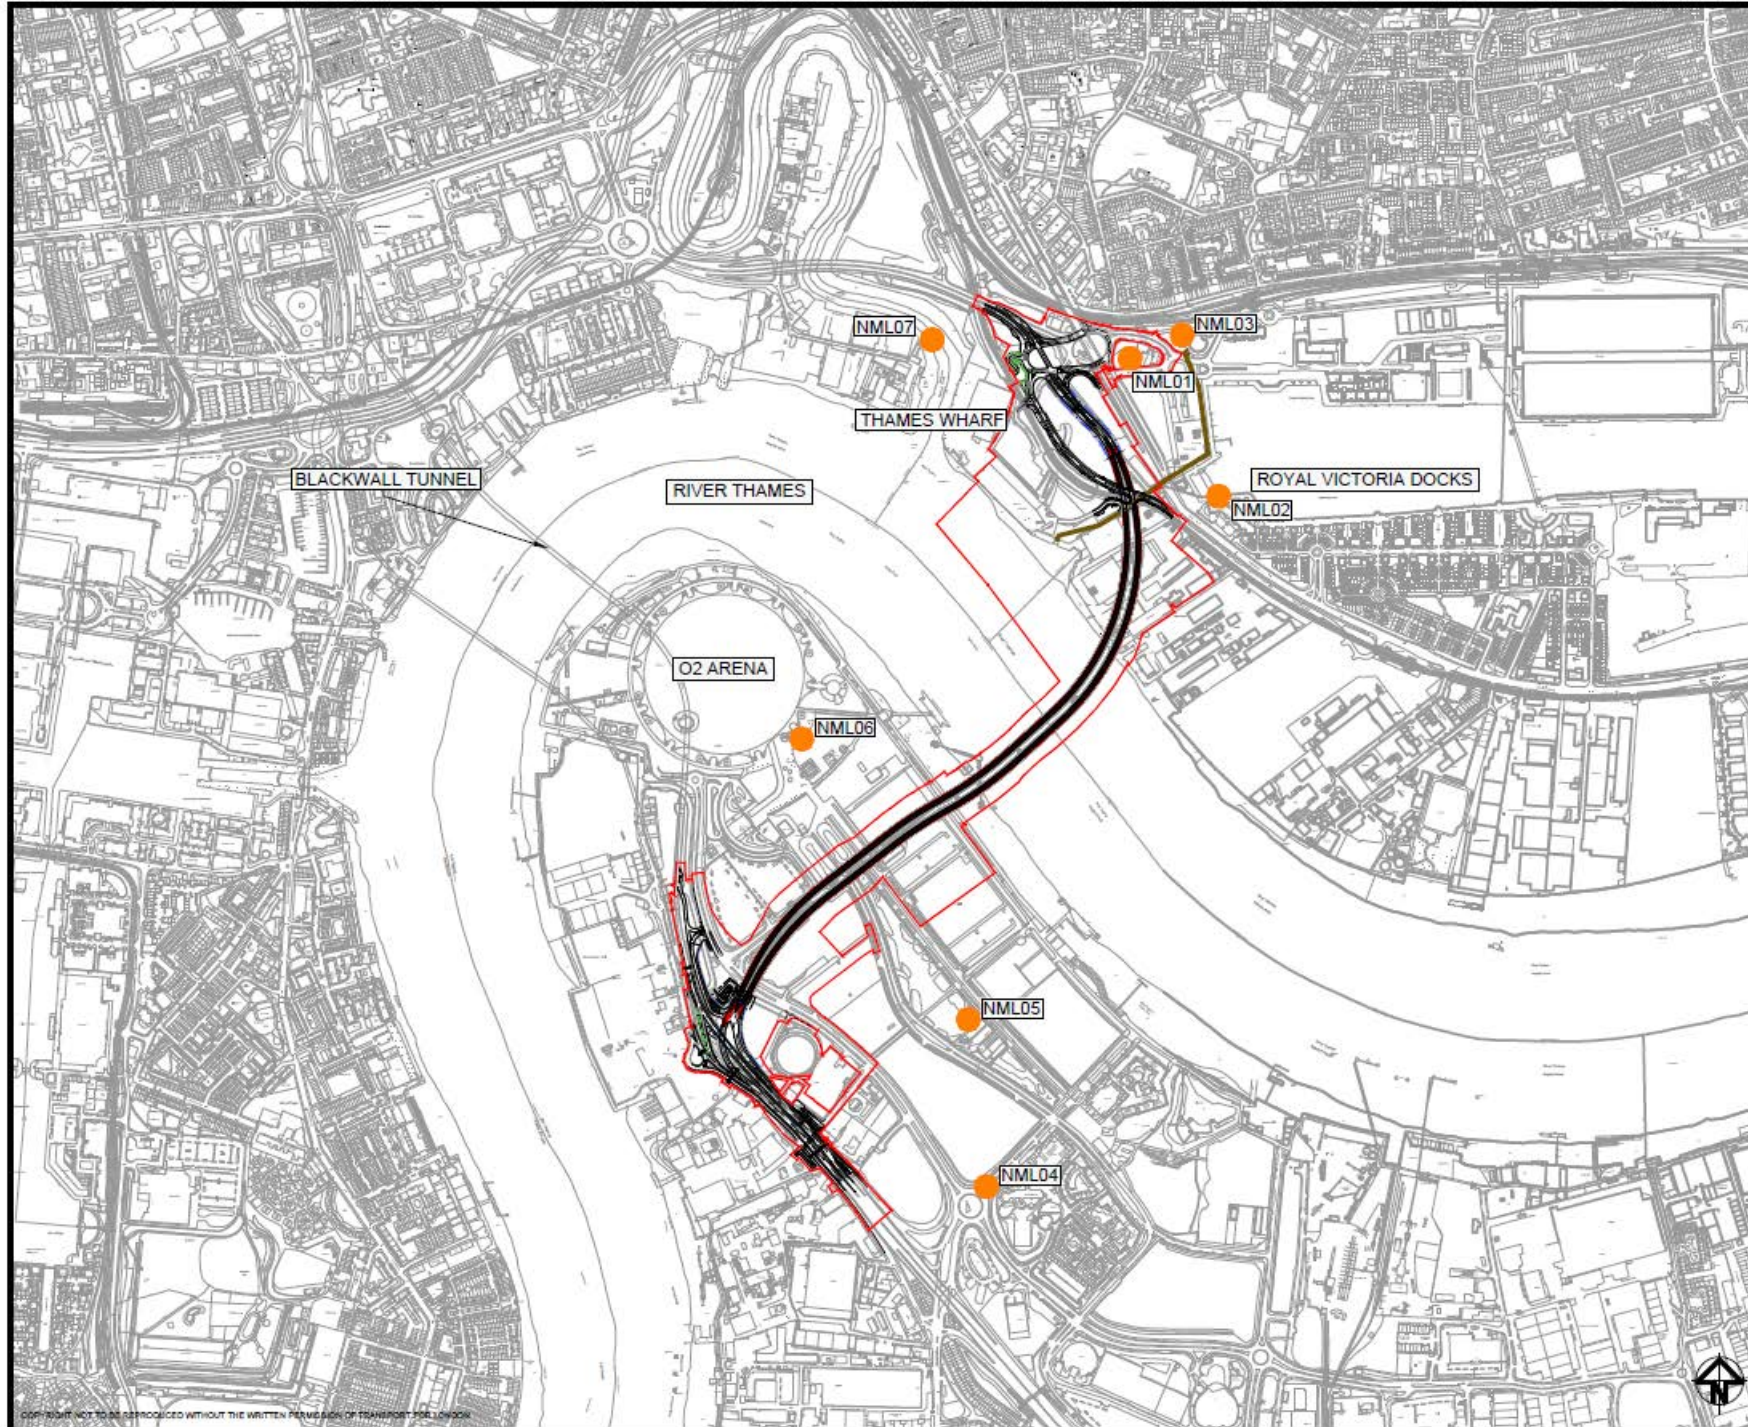 NML07
NML03
NML01
THAMES WHARF
BLACKWALL TUNNEL
RIVER THAMES
ROYAL VICTORIA DOCKS
NML02
O2 ARENA
NML06
NML05
NML04
N
COPYRIGHT NOT TO BE REPRODUCED WITHOUT THE WRITTEN PERMISSION OF TRANSPORT FOR LONDON